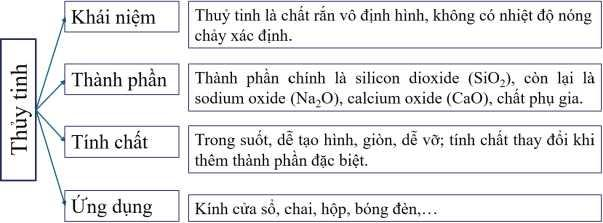 Thủy tinh
Khái niệm
Thuỷ tinh là chất rắn vô định hình, không có nhiệt độ nóng
chảy xác định.
Thành phần
Thành phần chính là silicon dioxide (SiO₂), còn lại là
sodium oxide (Na₂O), calcium oxide (CaO), chất phụ gia.
Tính chất
Trong suốt, dễ tạo hình, giòn, dễ vỡ; tính chất thay đổi khi
thêm thành phần đặc biệt.
Ứng dụng
Kính cửa sổ, chai, hộp, bóng đèn,…